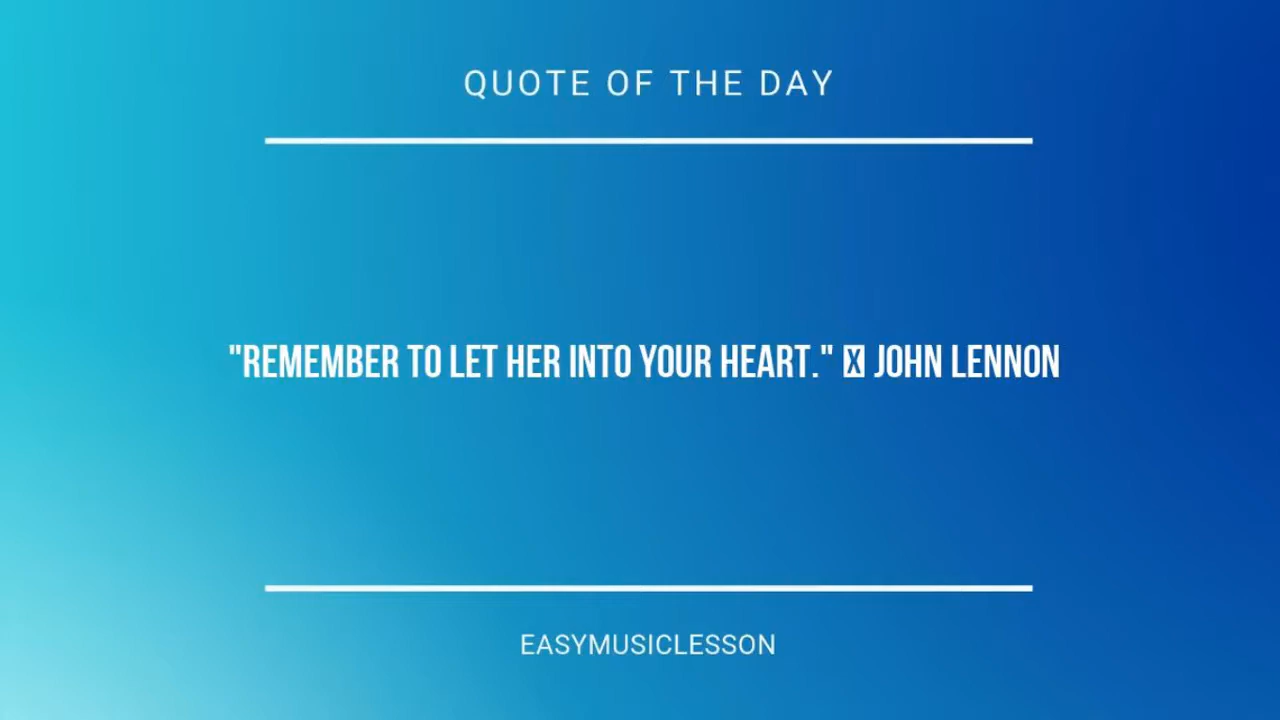 QUOTE OF THE DAY
"REMEMBER TO LET HER INTO YOUR HEART." JOHN LENNON
EASYMUSICLESSON